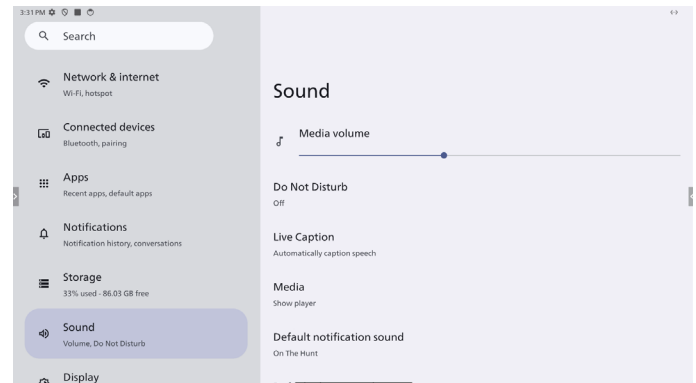 3:31 PM
Search
Network & internet
Wi-Fi, hotspot
Connected devices
Bluetooth, pairing
Apps
Recent apps, default apps
Notifications
Notification history, conversations
Storage
33% used - 86.03 GB free
Sound
Volume, Do Not Disturb
Display
Sound
Media volume
Do Not Disturb
Off
Live Caption
Automatically caption speech
Media
Show player
Default notification sound
On The Hunt